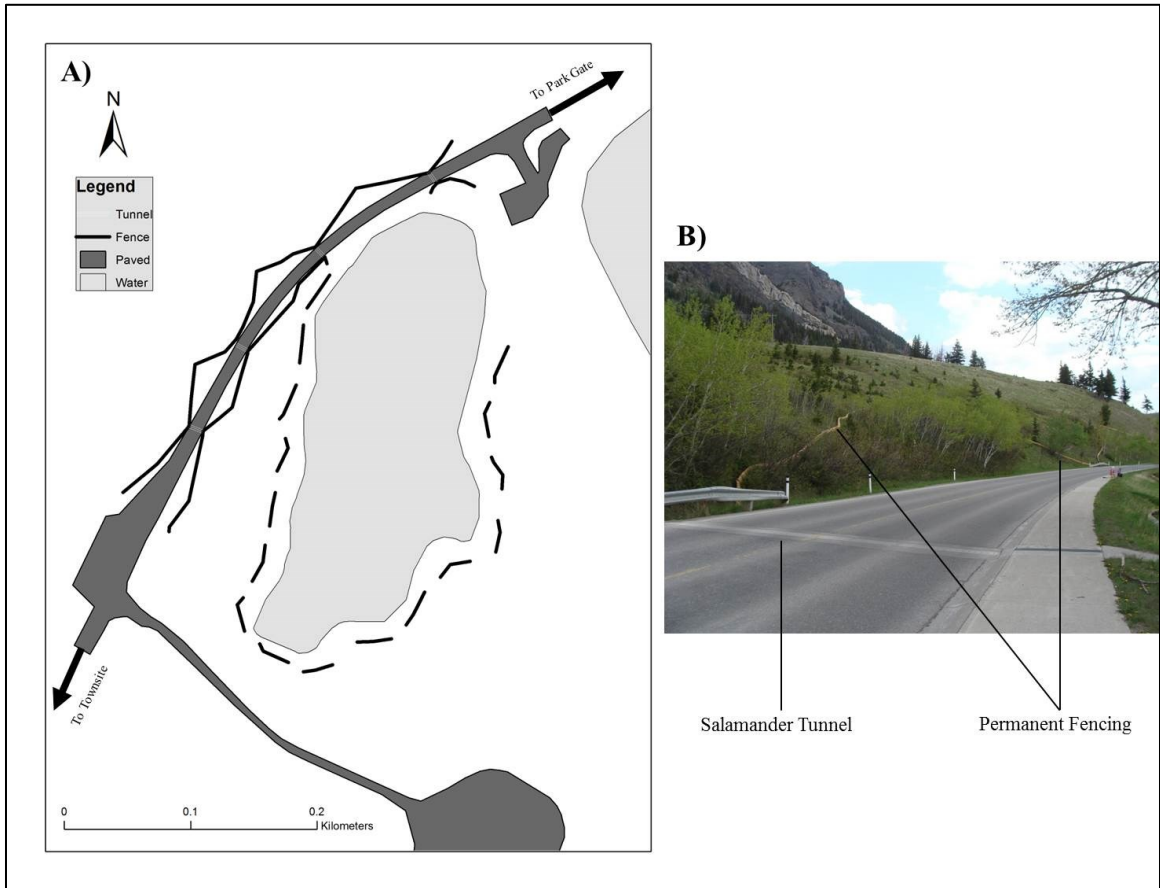 A)
N
Legend
Tunnel
Fence
Paved
Water
To Park Gate
To Townsite
0 0.1 0.2
Kilometers
B)
Salamander Tunnel
Permanent Fencing